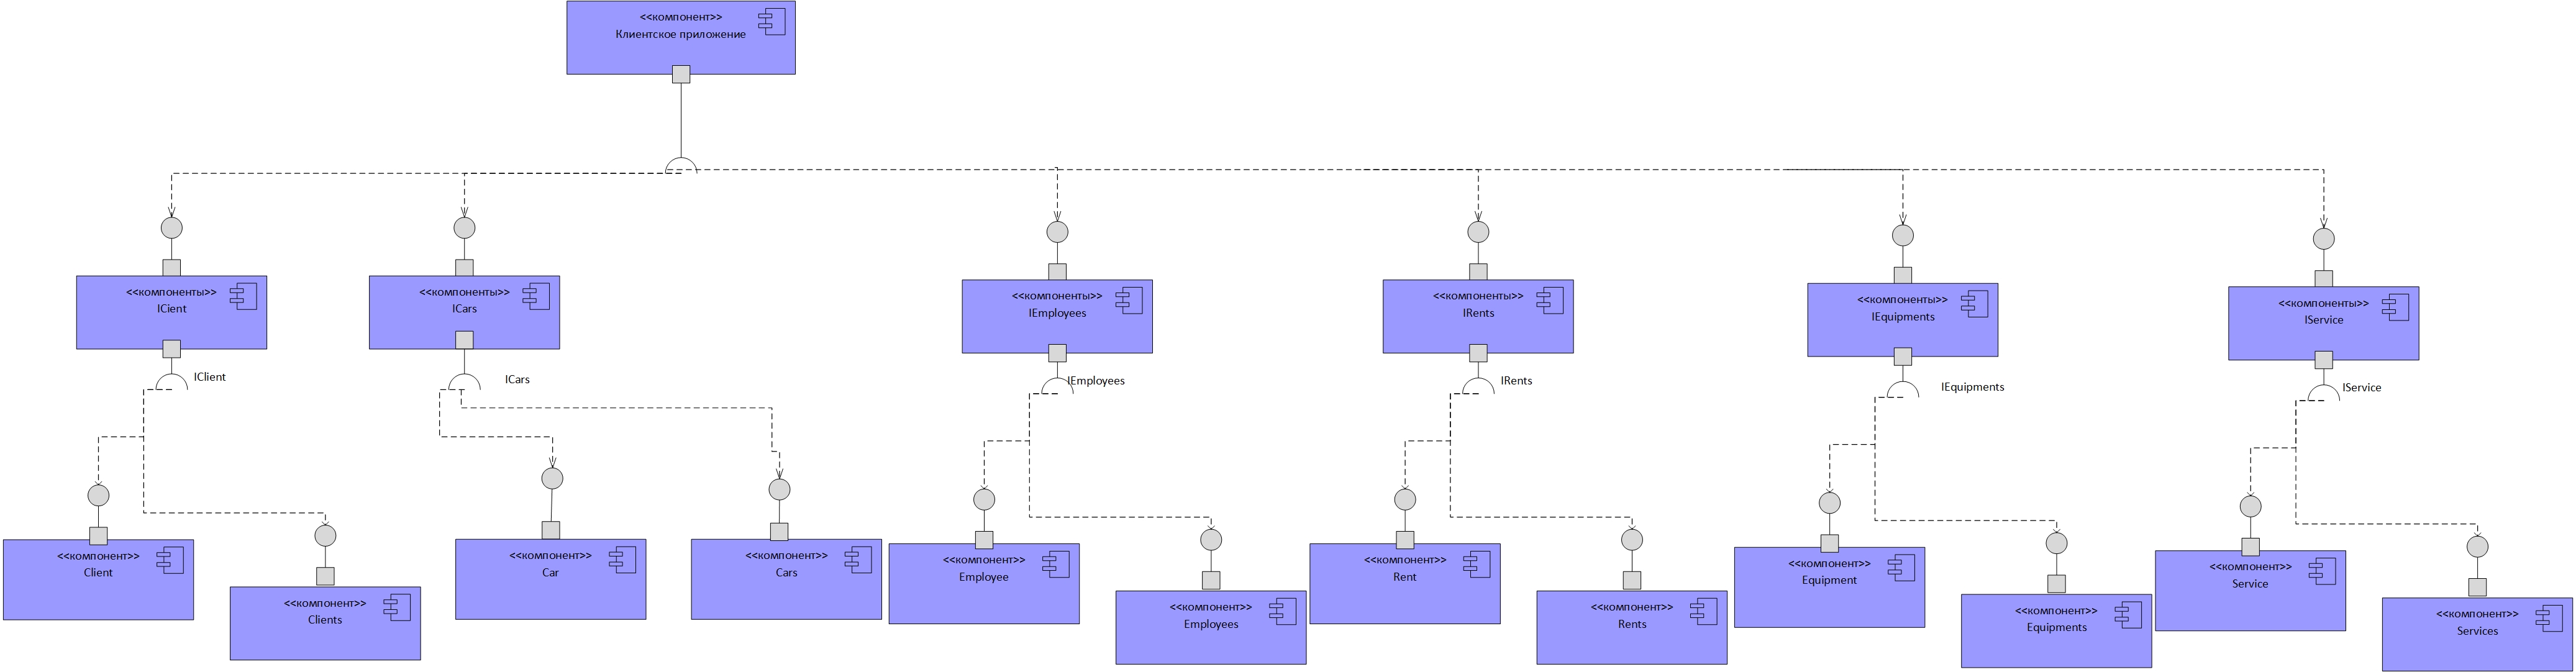 <<компонент>>
Клиентское приложение
<<компоненты>>
ICient
<<компоненты>>
ICars
<<компоненты>>
IEmployees
<<компоненты>>
IRents
<<компоненты>>
IEquipments
<<компоненты>>
IService
IClient
ICars
IEmployees
IRents
IEquipments
IService
<<компонент>>
Client
<<компонент>>
Clients
<<компонент>>
Car
<<компонент>>
Cars
<<компонент>>
Employee
<<компонент>>
Employees
<<компонент>>
Rent
<<компонент>>
Rents
<<компонент>>
Equipment
<<компонент>>
Equipments
<<компонент>>
Service
<<компонент>>
Services